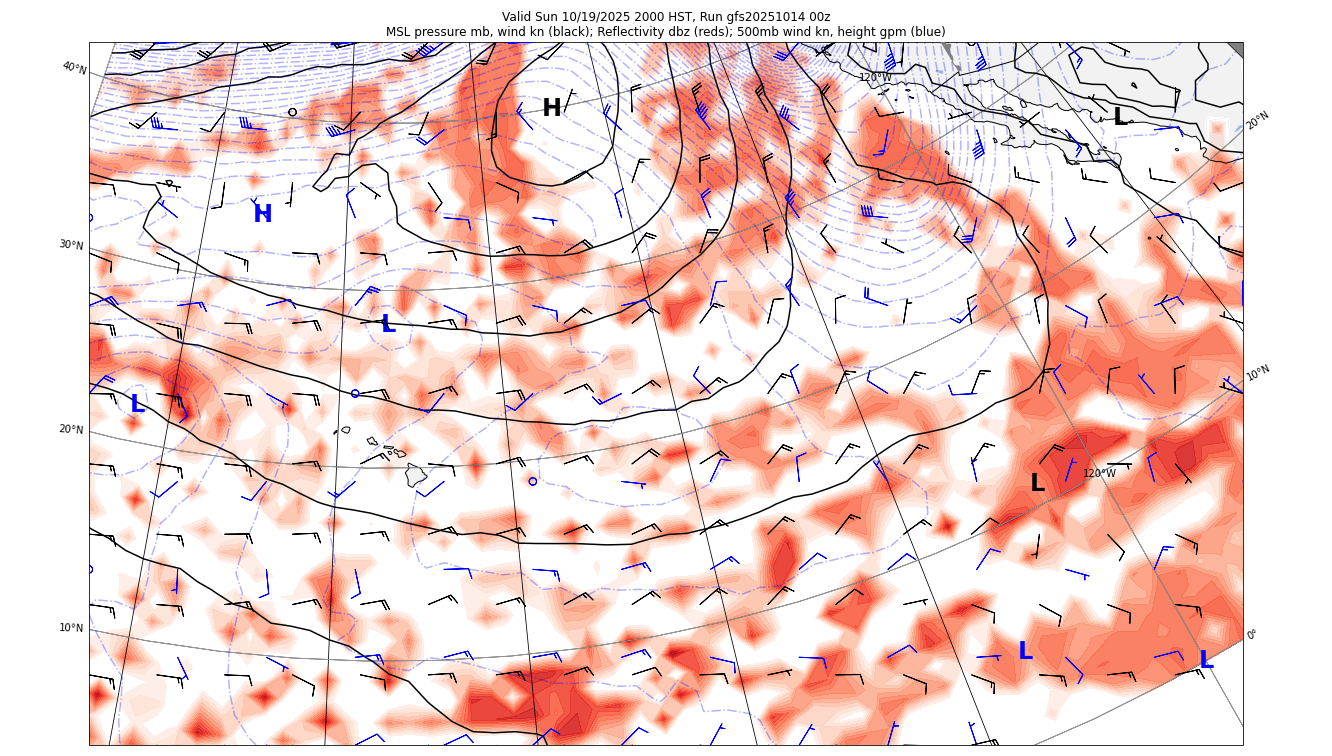 Valid Sun 10/19/2025 2000 HST, Run gfs20251014 00z
MSL pressure mb, wind kn (black); Reflectivity dbz (reds); 500mb wind kn, height gpm (blue)
40°N
120°W
H
L
20°N
H
30°N
L
10°N
L
20°N
120°W
L
10°N
0°
L
L